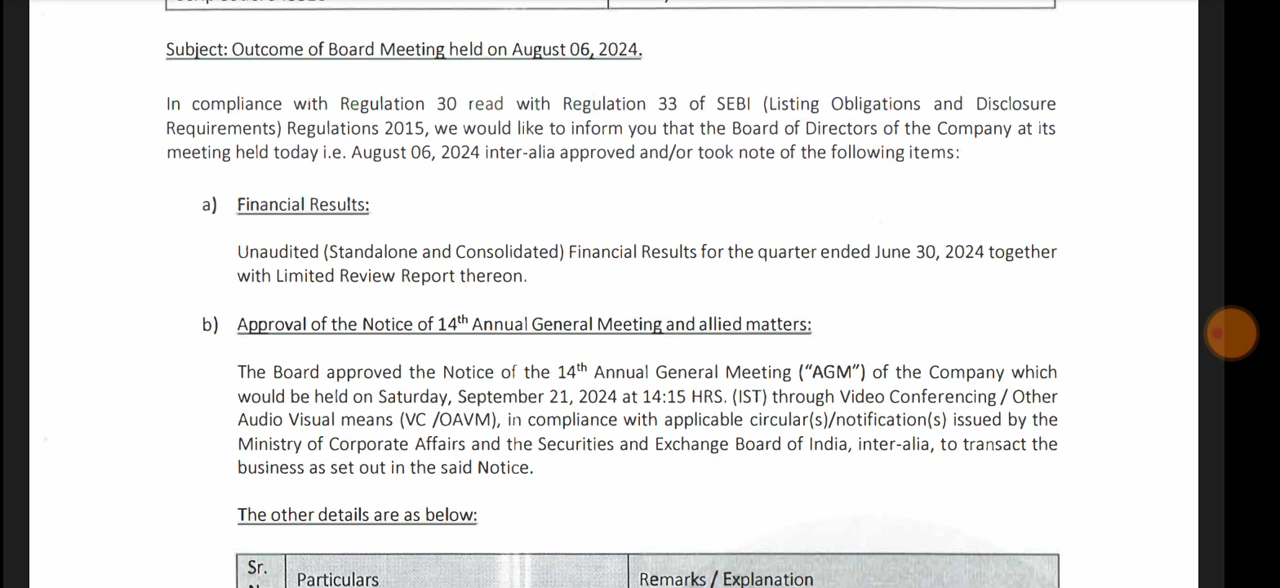 Subject: Outcome of Board Meeting held on August 06, 2024.
In compliance with Regulation 30 read with Regulation 33 of SEBI (Listing Obligations and Disclosure
Requirements) Regulations 2015, we would like to inform you that the Board of Directors of the Company at its
meeting held today i.e. August 06, 2024 inter-alia approved and/or took note of the following items:
a) Financial Results:
Unaudited (Standalone and Consolidated) Financial Results for the quarter ended June 30, 2024 together
with Limited Review Report thereon.
b) Approval of the Notice of 14th Annual General Meeting and allied matters:
The Board approved the Notice of the 14th Annual General Meeting ("AGM") of the Company which
would be held on Saturday, September 21, 2024 at 14:15 HRS. (IST) through Video Conferencing / Other
Audio Visual means (VC /OAVM), in compliance with applicable circular(s)/notification(s) issued by the
Ministry of Corporate Affairs and the Securities and Exchange Board of India, inter-alia, to transact the
business as set out in the said Notice.
The other details are as below:
Sr.
Particulars Remarks / Explanation